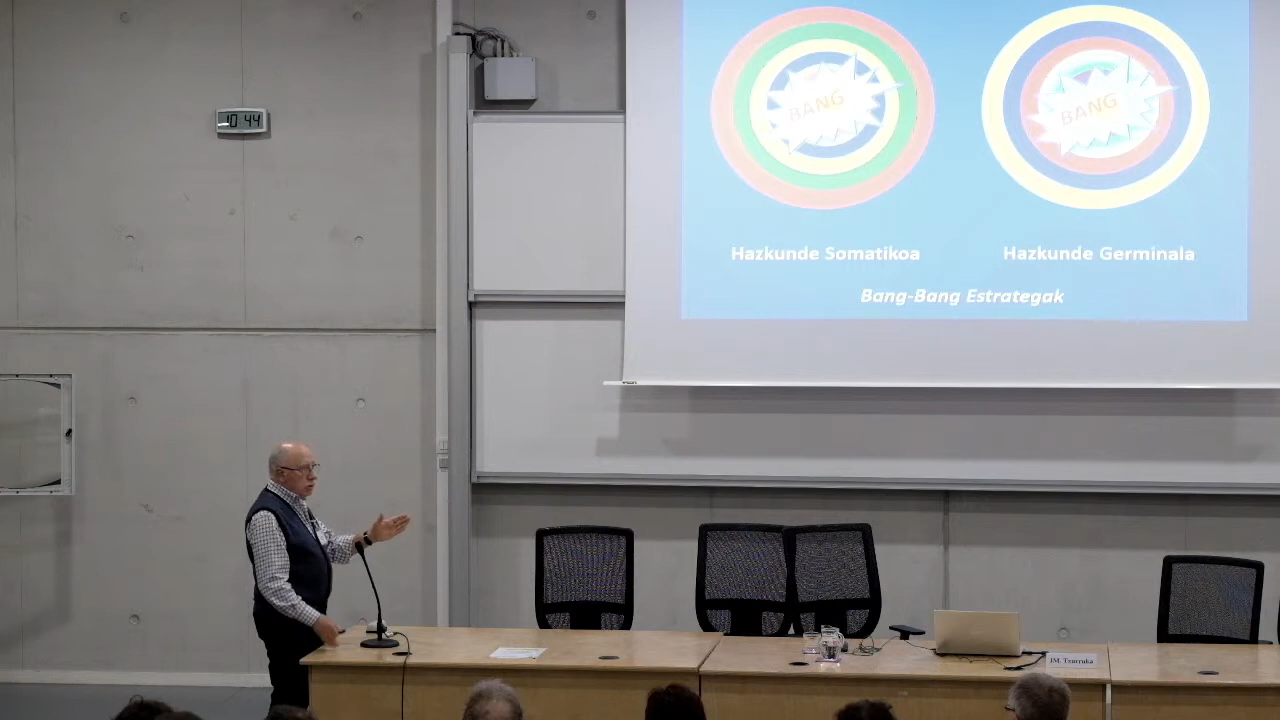 BANG
BANG
Hazkunde Somatikoa
Hazkunde Germinala
Bang-Bang Estrategak
10:44